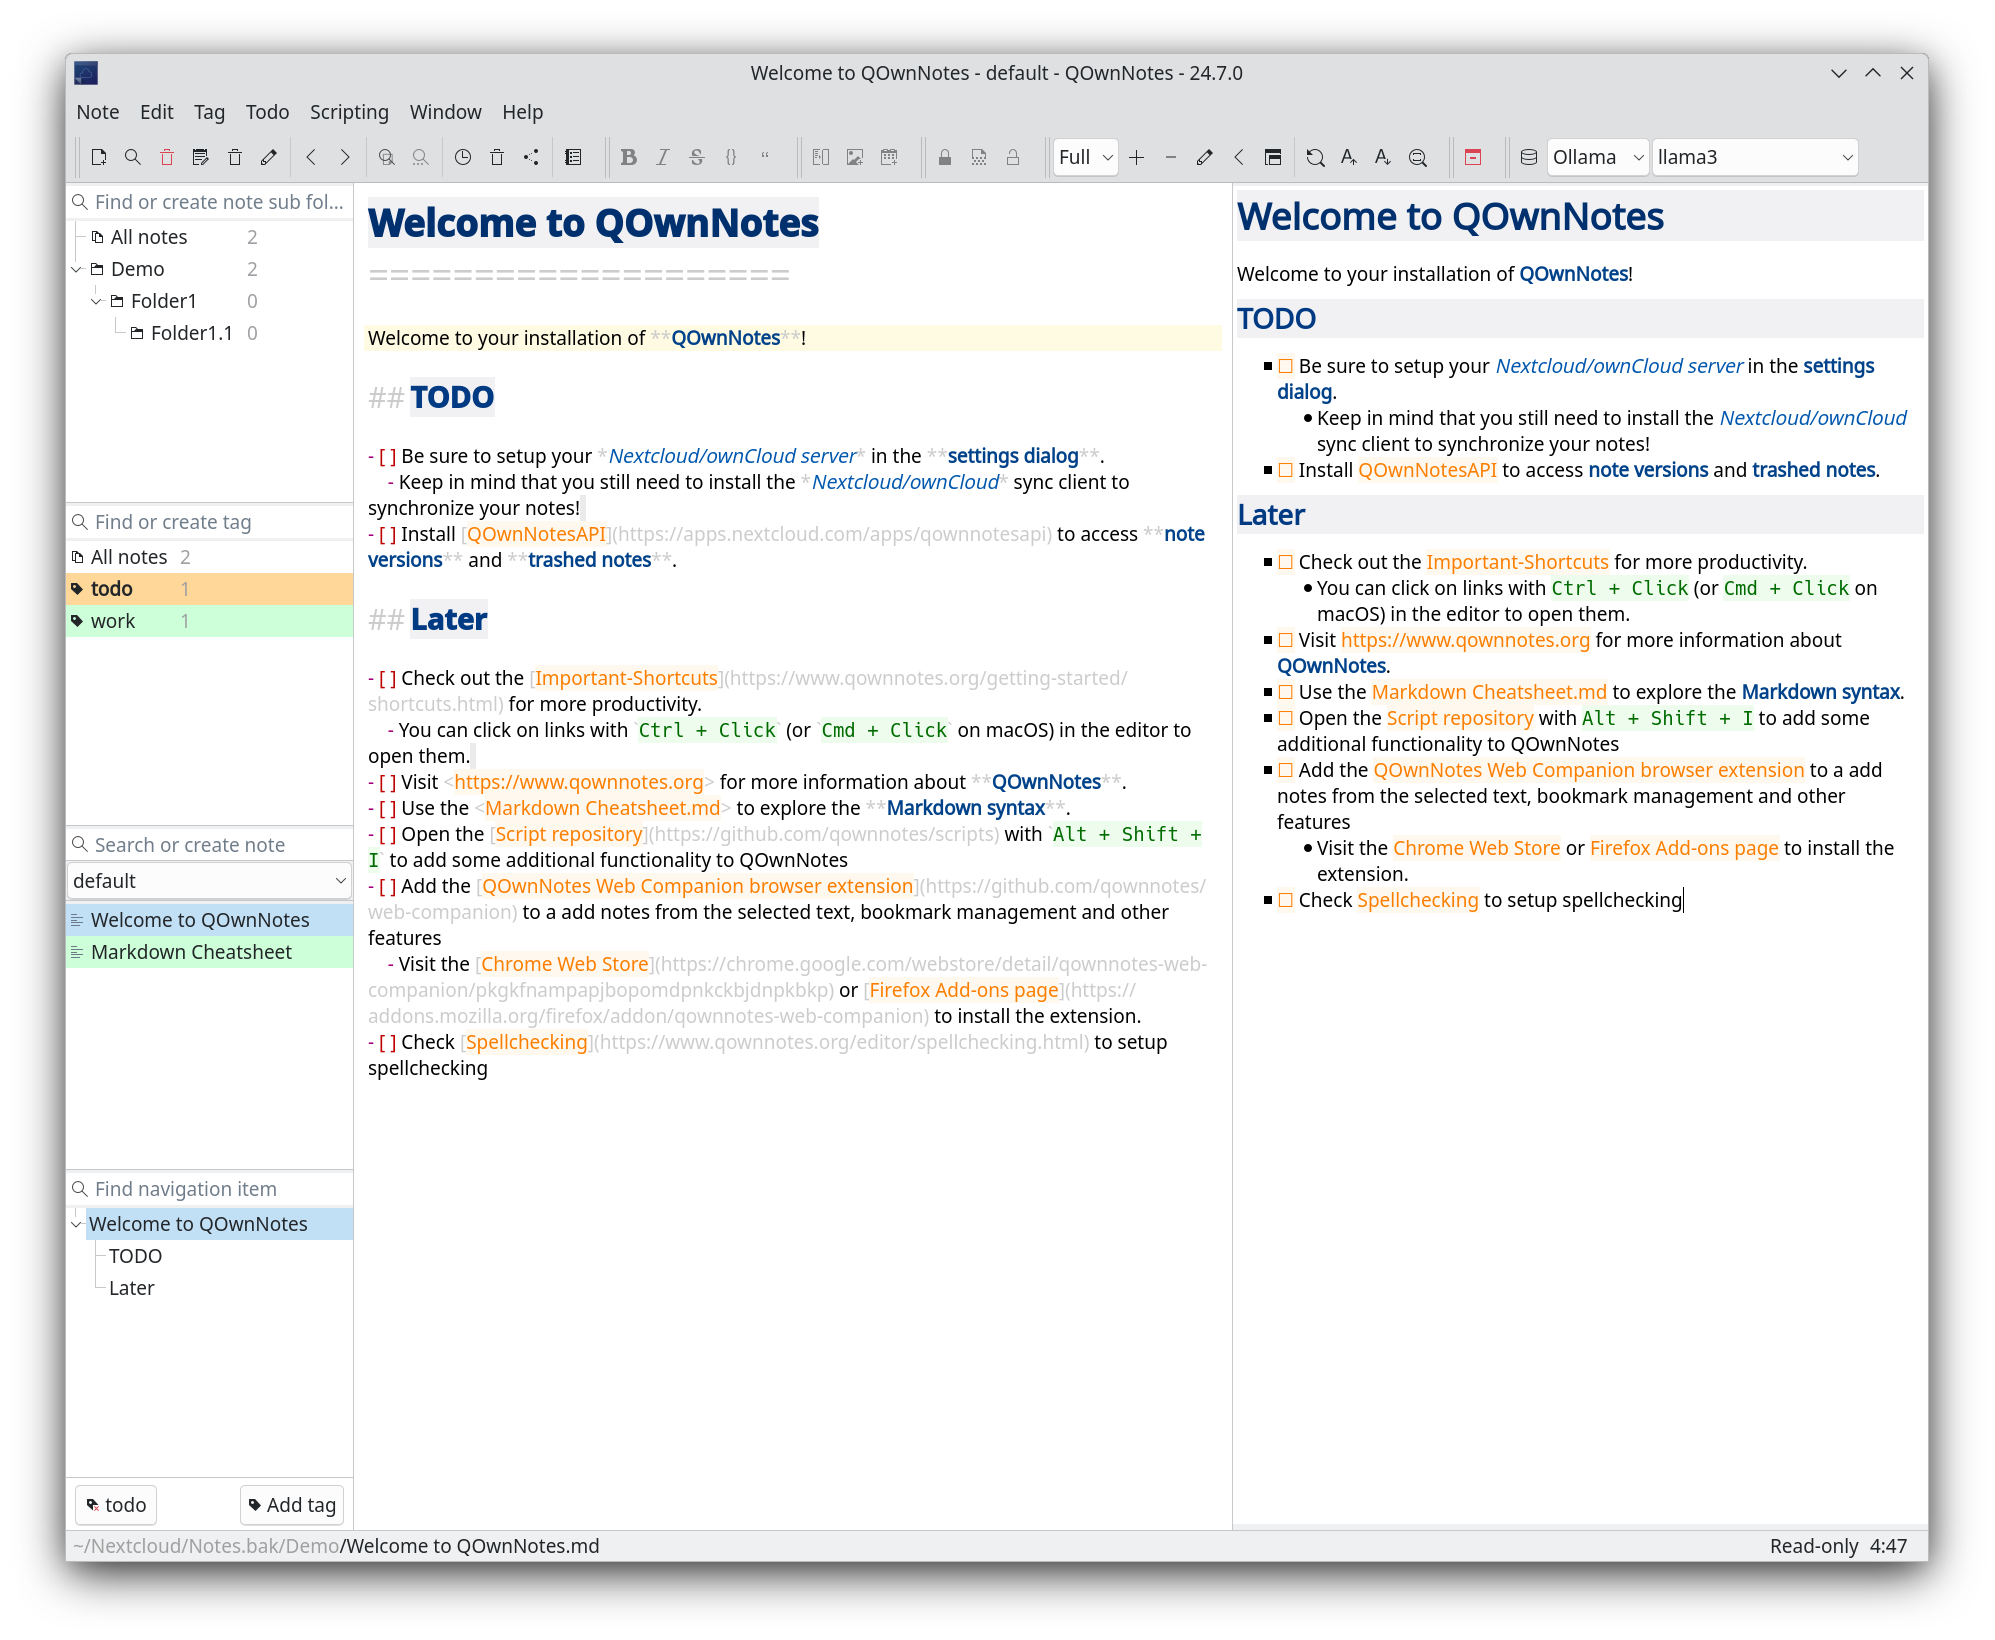 Welcome to QOwnNotes - default - QOwnNotes - 24.7.0
Note Edit Tag Todo Scripting Window Help
Full Ollama llama3
Find or create note sub fol...
All notes 2
Demo 2
Folder1 0
Folder1.1 0
Find or create tag
All notes 2
todo 1
work 1
Search or create note
default
Welcome to QOwnNotes
Markdown Cheatsheet
Find navigation item
Welcome to QOwnNotes
TODO
Later
todo Add tag
Welcome to QOwnNotes
====================
Welcome to your installation of **QOwnNotes**!
## TODO
- [ ] Be sure to setup your *Nextcloud/ownCloud server* in the **settings dialog**.
- Keep in mind that you still need to install the *Nextcloud/ownCloud* sync client to
synchronize your notes!
- [ ] Install [QOwnNotesAPI](https://apps.nextcloud.com/apps/qownnotesapi) to access **note
versions** and **trashed notes**.
## Later
- [ ] Check out the [Important-Shortcuts](https://www.qownnotes.org/getting-started/
shortcuts.html) for more productivity.
- You can click on links with `Ctrl + Click` (or `Cmd + Click` on macOS) in the editor to
open them.
- [ ] Visit <https://www.qownnotes.org> for more information about **QOwnNotes**.
- [ ] Use the <Markdown Cheatsheet.md> to explore the **Markdown syntax**.
- [ ] Open the [Script repository](https://github.com/qownnotes/scripts) with `Alt + Shift +
I` to add some additional functionality to QOwnNotes
- [ ] Add the [QOwnNotes Web Companion browser extension](https://github.com/qownnotes/
web-companion) to a add notes from the selected text, bookmark management and other
features
- Visit the [Chrome Web Store](https://chrome.google.com/webstore/detail/qownnotes-web-
companion/pkgkfnampapjbopomdpnkckbjdnpkbkp) or [Firefox Add-ons page](https://
addons.mozilla.org/firefox/addon/qownnotes-web-companion) to install the extension.
- [ ] Check [Spellchecking](https://www.qownnotes.org/editor/spellchecking.html) to setup
spellchecking
Welcome to QOwnNotes
Welcome to your installation of QOwnNotes!
TODO
☐ Be sure to setup your Nextcloud/ownCloud server in the settings
dialog.
Keep in mind that you still need to install the Nextcloud/ownCloud
sync client to synchronize your notes!
☐ Install QOwnNotesAPI to access note versions and trashed notes.
Later
☐ Check out the Important-Shortcuts for more productivity.
You can click on links with Ctrl + Click (or Cmd + Click on
macOS) in the editor to open them.
☐ Visit https://www.qownnotes.org for more information about
QOwnNotes.
☐ Use the Markdown Cheatsheet.md to explore the Markdown syntax.
☐ Open the Script repository with Alt + Shift + I to add some
additional functionality to QOwnNotes
☐ Add the QOwnNotes Web Companion browser extension to a add
notes from the selected text, bookmark management and other
features
Visit the Chrome Web Store or Firefox Add-ons page to install the
extension.
☐ Check Spellchecking to setup spellchecking
~/Nextcloud/Notes.bak/Demo/Welcome to QOwnNotes.md
Read-only 4:47